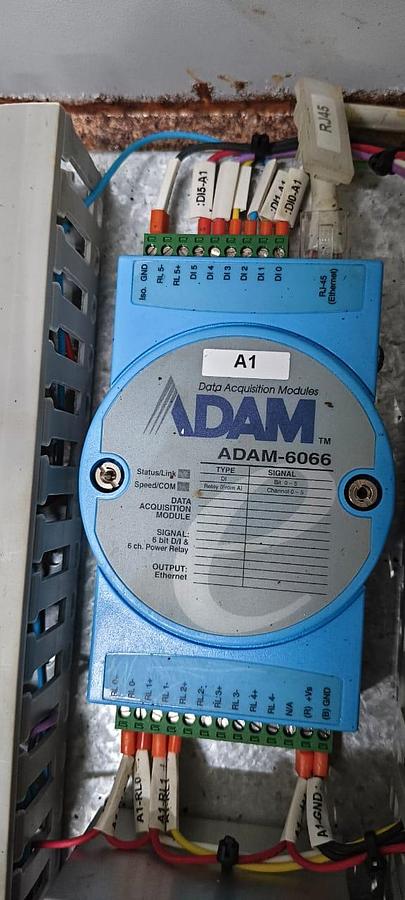 RJ45
:DI5-A1
:DI1-A1
:DI0-A1
Iso. GND
RL 5-
RL 5+
DI 5
DI 4
DI 3
DI 2
DI 1
DI 0
RJ-45
(Ethernet)
A1
Data Acquisition Modules
ADAM™
ADAM-6066
Status/Link
Speed/COM
TYPE SIGNAL
DI Bit 0~5
Relay (Form A) Channel 0~5
DATA
ACQUISITION
MODULE
SIGNAL:
6 bit D/I &
6 ch. Power Relay
OUTPUT:
Ethernet
RL 0-
RL 1+
RL 1-
RL 2+
RL 2-
RL 3+
RL 3-
RL 4+
RL 4-
N/A
(R) +Vs
(B) GND
A1-RL0
A1-RL1
A1-GND: